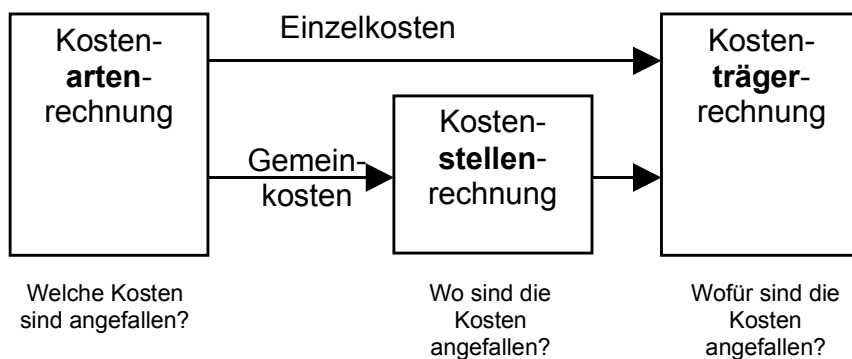 Kosten-
arten-
rechnung
Einzelkosten
Gemein-
kosten
Kosten-
stellen-
rechnung
Kosten-
träger-
rechnung
Welche Kosten
sind angefallen?
Wo sind die
Kosten
angefallen?
Wofür sind die
Kosten
angefallen?